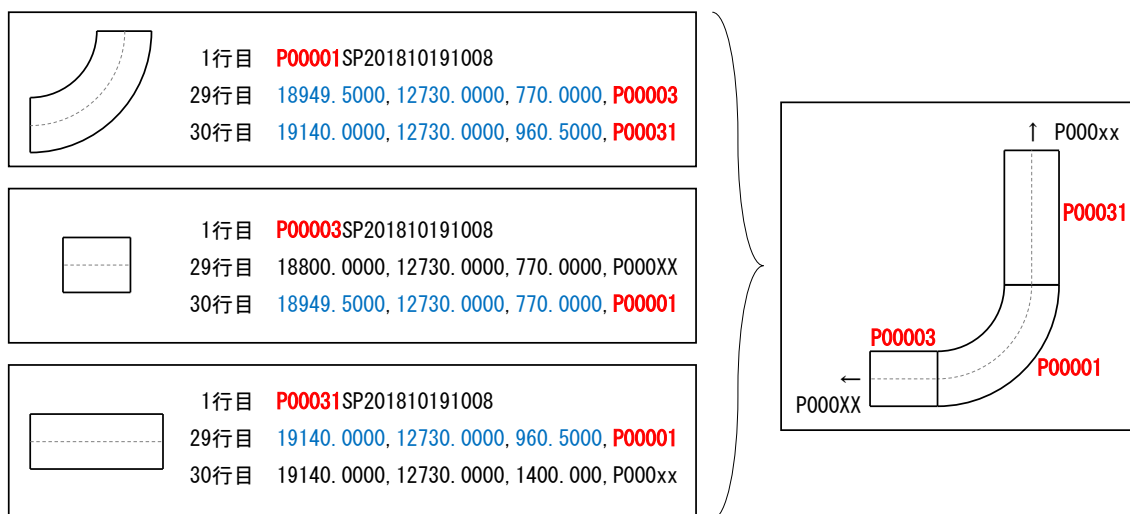 1行目 P00001SP201810191008
29行目 18949.5000,12730.0000,770.0000,P00003
30行目 19140.0000,12730.0000,960.5000,P00031
1行目 P00003SP201810191008
29行目 18800.0000,12730.0000,770.0000,P000XX
30行目 18949.5000,12730.0000,770.0000,P00001
1行目 P00031SP201810191008
29行目 19140.0000,12730.0000,960.5000,P00001
30行目 19140.0000,12730.0000,1400.000,P000xx
↑ P000xx
P00031
P00003
P00001
←
P000XX